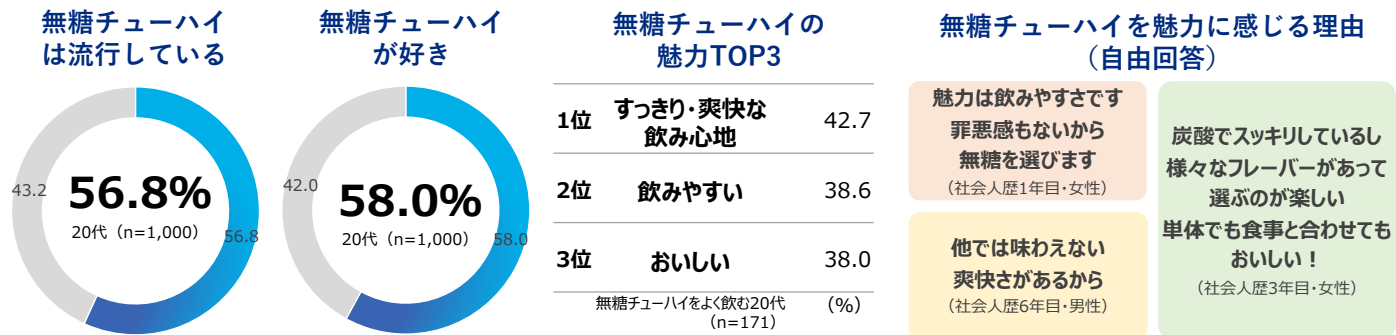 無糖チューハイ
は流行している
43.2
56.8%
20代（n=1,000）
56.8
無糖チューハイ
が好き
42.0
58.0%
20代（n=1,000）
58.0
無糖チューハイの
魅力TOP3
1位 すっきり・爽快な 42.7
飲み心地
2位 飲みやすい 38.6
3位 おいしい 38.0
無糖チューハイをよく飲む20代 (%)
（n=171）
無糖チューハイを魅力に感じる理由
（自由回答）
魅力は飲みやすさです
罪悪感もないから
無糖を選びます
（社会人歴1年目・女性）
他では味わえない
爽快さがあるから
（社会人歴6年目・男性）
炭酸でスッキリしているし
様々なフレーバーがあって
選ぶのが楽しい
単体でも食事と合わせても
おいしい！
（社会人歴3年目・女性）